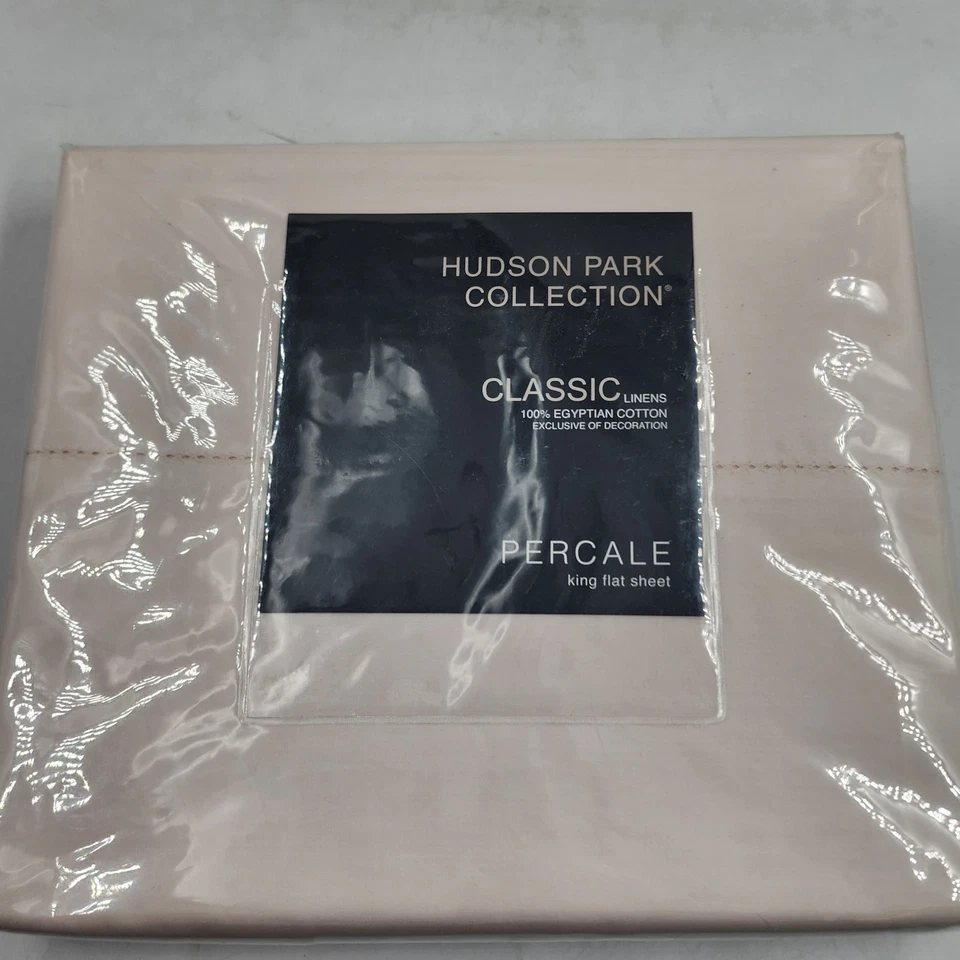 HUDSON PARK
COLLECTION®
CLASSIC LINENS
100% EGYPTIAN COTTON
EXCLUSIVE OF DECORATION
PERCALE
king flat sheet